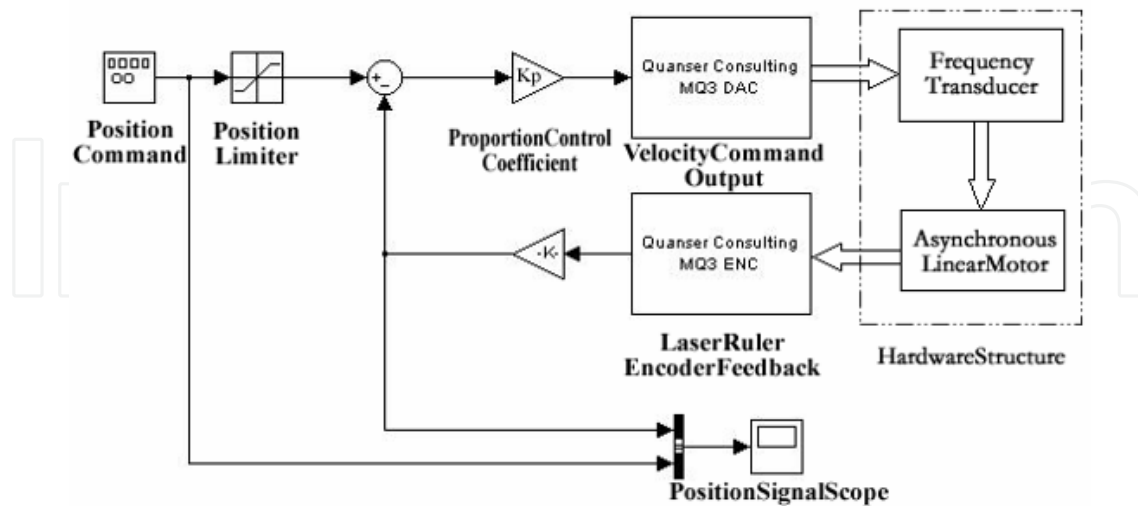 Position
Command
Position
Limiter
+
-
Kp
ProportionControl
Coefficient
Quanser Consulting
MQ3 DAC
VelocityCommand
Output
Frequency
Transducer
Asynchronous
LinearMotor
HardwareStructure
-K-
Quanser Consulting
MQ3 ENC
LaserRuler
EncoderFeedback
PositionSignalScope